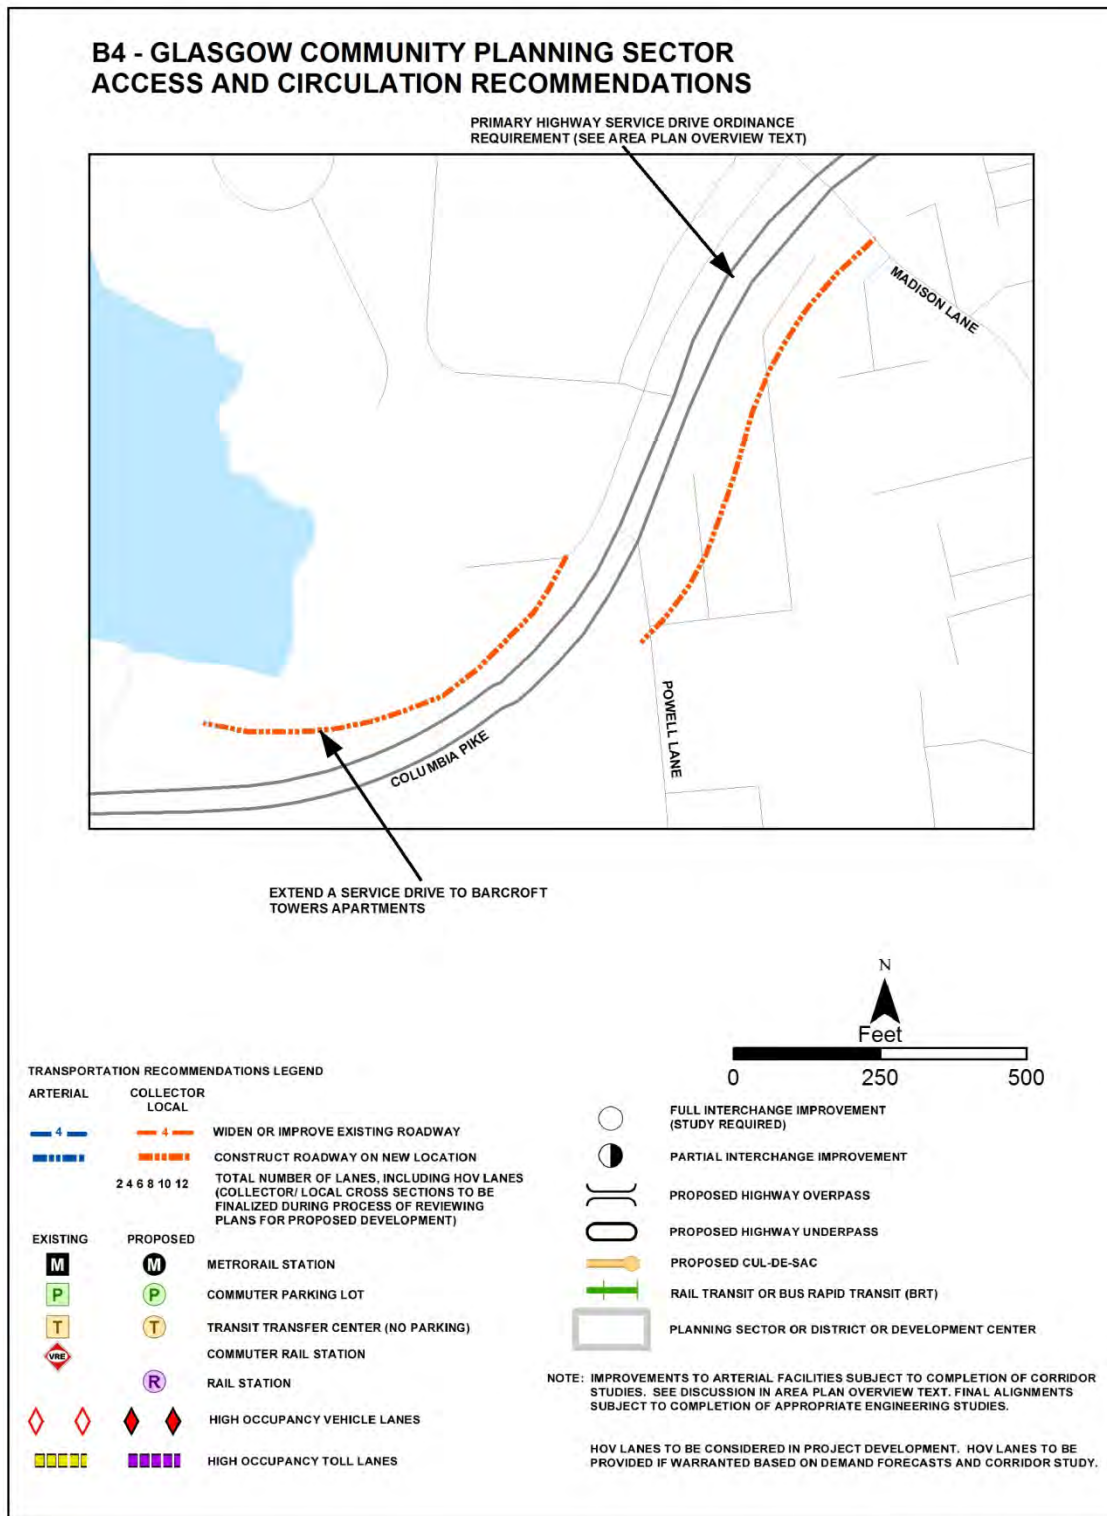 B4 - GLASGOW COMMUNITY PLANNING SECTOR
ACCESS AND CIRCULATION RECOMMENDATIONS
PRIMARY HIGHWAY SERVICE DRIVE ORDINANCE
REQUIREMENT (SEE AREA PLAN OVERVIEW TEXT)
MADISON LANE
POWELL LANE
COLUMBIA PIKE
EXTEND A SERVICE DRIVE TO BARCROFT
TOWERS APARTMENTS
N
Feet
0 250 500
TRANSPORTATION RECOMMENDATIONS LEGEND
ARTERIAL COLLECTOR
LOCAL
4 4 WIDEN OR IMPROVE EXISTING ROADWAY
CONSTRUCT ROADWAY ON NEW LOCATION
2 4 6 8 10 12 TOTAL NUMBER OF LANES, INCLUDING HOV LANES
(COLLECTOR/ LOCAL CROSS SECTIONS TO BE
FINALIZED DURING PROCESS OF REVIEWING
PLANS FOR PROPOSED DEVELOPMENT)
EXISTING PROPOSED
M M METRORAIL STATION
P P COMMUTER PARKING LOT
T T TRANSIT TRANSFER CENTER (NO PARKING)
VRE COMMUTER RAIL STATION
R RAIL STATION
HIGH OCCUPANCY VEHICLE LANES
HIGH OCCUPANCY TOLL LANES
FULL INTERCHANGE IMPROVEMENT
(STUDY REQUIRED)
PARTIAL INTERCHANGE IMPROVEMENT
PROPOSED HIGHWAY OVERPASS
PROPOSED HIGHWAY UNDERPASS
PROPOSED CUL-DE-SAC
RAIL TRANSIT OR BUS RAPID TRANSIT (BRT)
PLANNING SECTOR OR DISTRICT OR DEVELOPMENT CENTER
NOTE: IMPROVEMENTS TO ARTERIAL FACILITIES SUBJECT TO COMPLETION OF CORRIDOR
STUDIES. SEE DISCUSSION IN AREA PLAN OVERVIEW TEXT. FINAL ALIGNMENTS
SUBJECT TO COMPLETION OF APPROPRIATE ENGINEERING STUDIES.
HOV LANES TO BE CONSIDERED IN PROJECT DEVELOPMENT. HOV LANES TO BE
PROVIDED IF WARRANTED BASED ON DEMAND FORECASTS AND CORRIDOR STUDY.